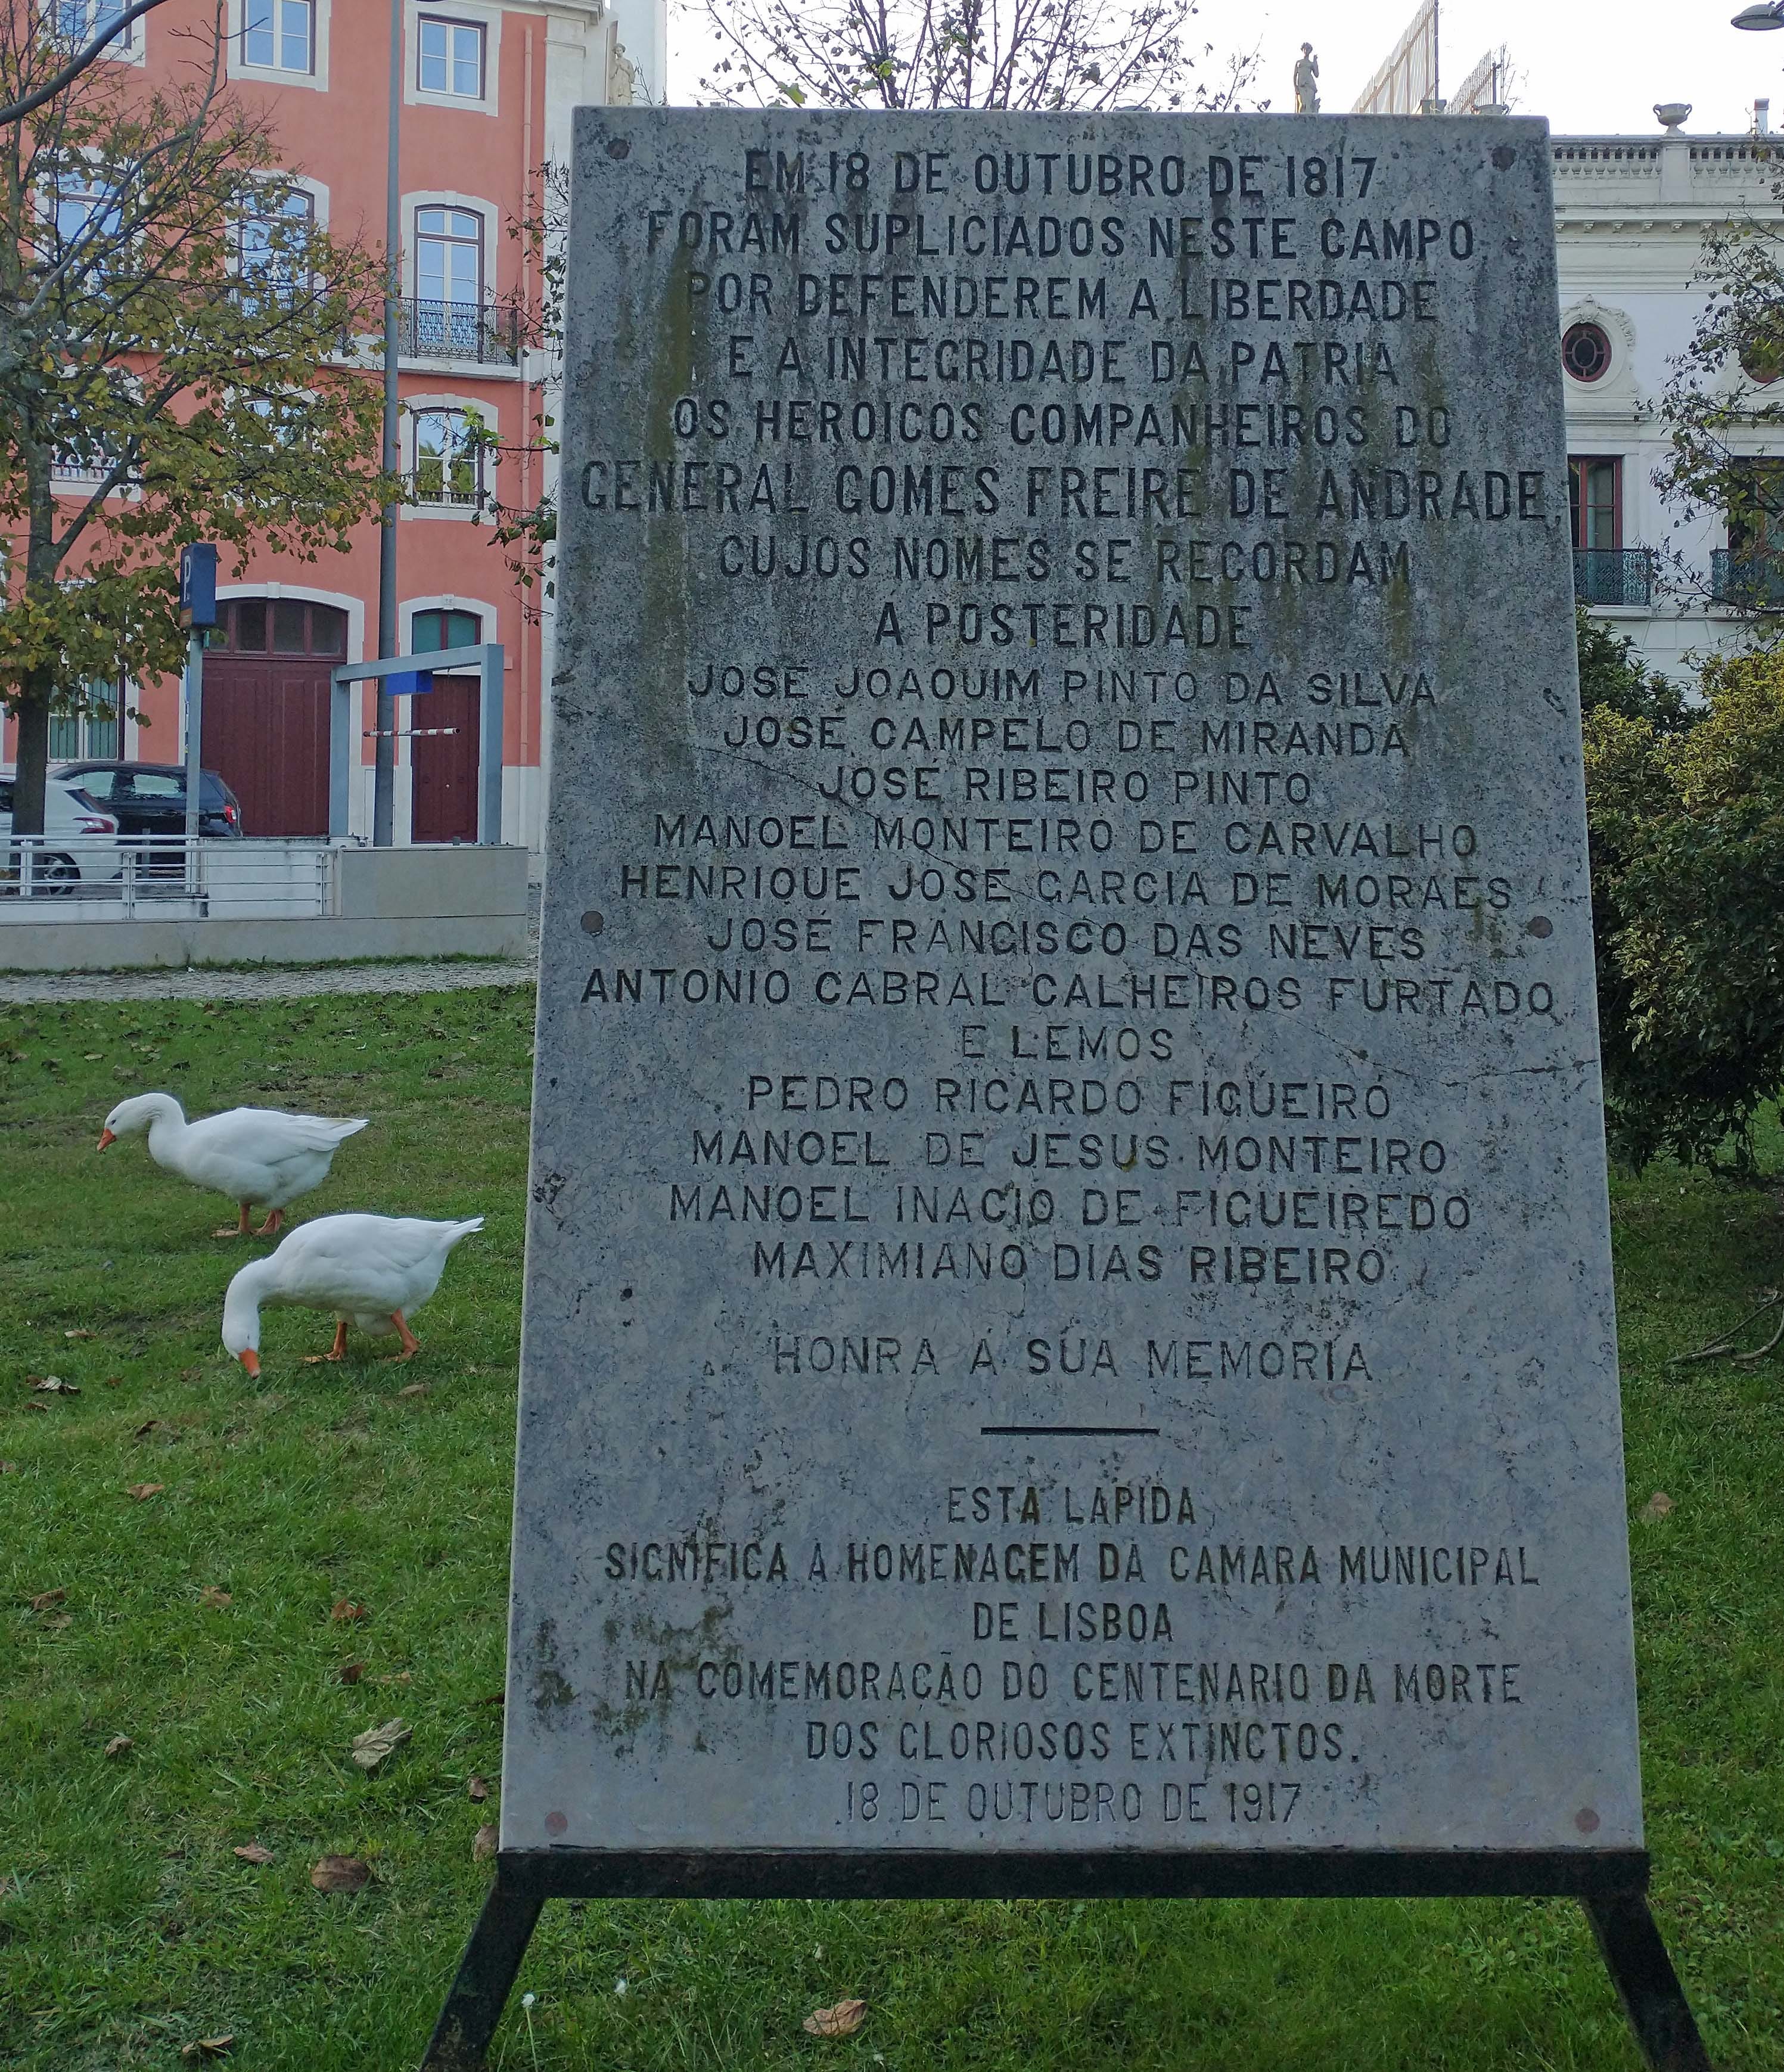 EM 18 DE OUTUBRO DE 1817
FORAM SUPLICIADOS NESTE CAMPO
POR DEFENDEREM A LIBERDADE
E A INTEGRIDADE DA PATRIA
OS HEROICOS COMPANHEIROS DO
GENERAL GOMES FREIRE DE ANDRADE,
CUJOS NOMES SE RECORDAM
A POSTERIDADE
JOSE JOAQUIM PINTO DA SILVA
JOSE CAMPELO DE MIRANDA
JOSÉ RIBEIRO PINTO
MANOEL MONTEIRO DE CARVALHO
HENRIQUE JOSE GARCIA DE MORAES
JOSÉ FRANCISCO DAS NEVES
ANTONIO CABRAL CALHEIROS FURTADO
E LEMOS
PEDRO RICARDO FIGUEIRÓ
MANOEL DE JESUS MONTEIRO
MANOEL INACIO DE FIGUEIREDO
MAXIMIANO DIAS RIBEIRO
HONRA Á SUA MEMORIA
ESTA LAPIDA
SIGNIFICA A HOMENAGEM DA CAMARA MUNICIPAL
DE LISBOA
NA COMEMORAÇÃO DO CENTENARIO DA MORTE
DOS GLORIOSOS EXTINCTOS.
18 DE OUTUBRO DE 1917
P